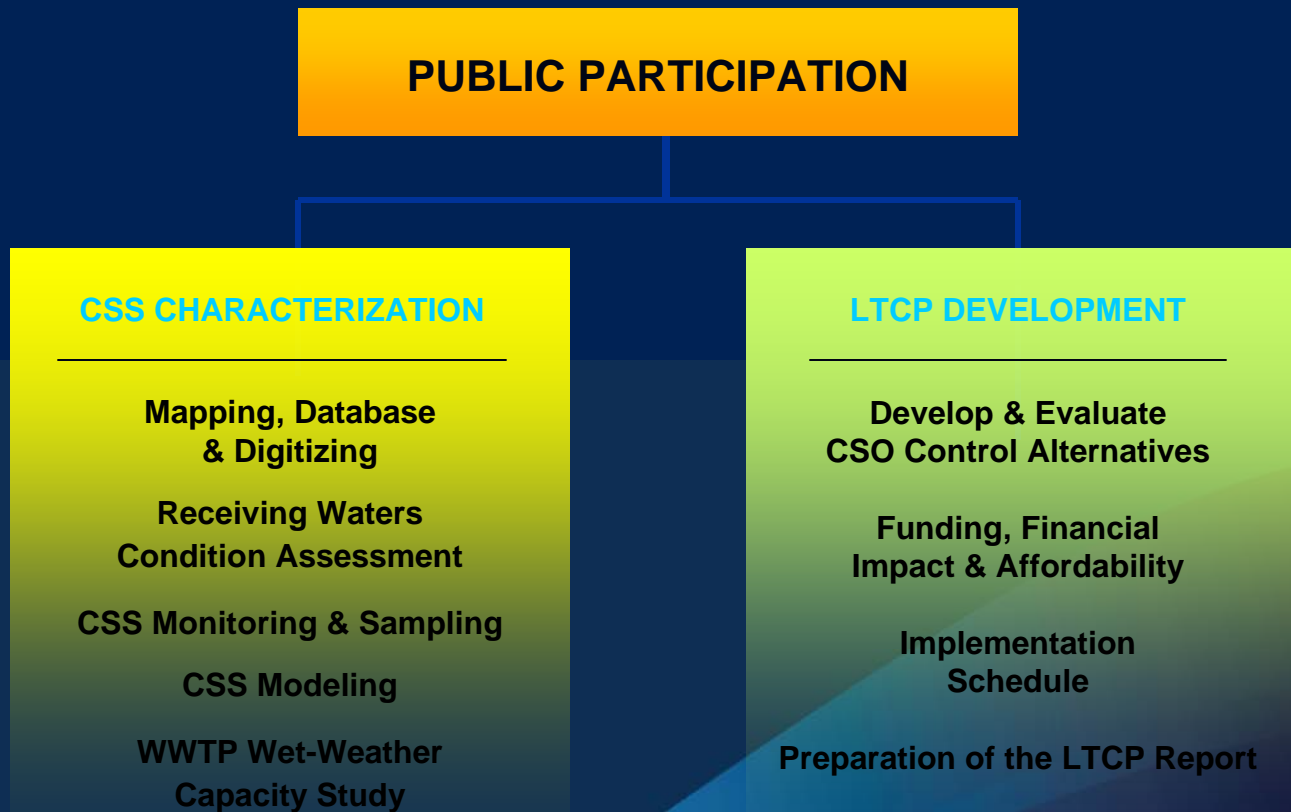 PUBLIC PARTICIPATION
CSS CHARACTERIZATION
Mapping, Database
& Digitizing
Receiving Waters
Condition Assessment
CSS Monitoring & Sampling
CSS Modeling
WWTP Wet-Weather
Capacity Study
LTCP DEVELOPMENT
Develop & Evaluate
CSO Control Alternatives
Funding, Financial
Impact & Affordability
Implementation
Schedule
Preparation of the LTCP Report